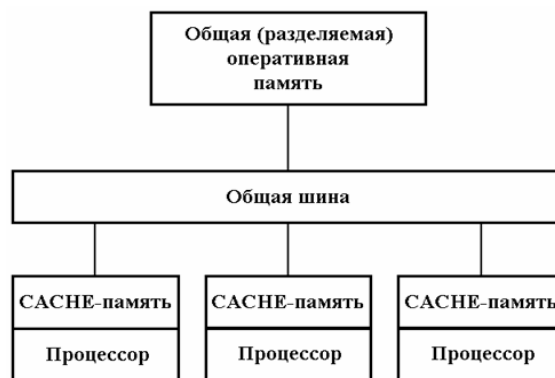 Общая (разделяемая)
оперативная
память
Общая шина
CACHE-память CACHE-память CACHE-память
Процессор Процессор Процессор